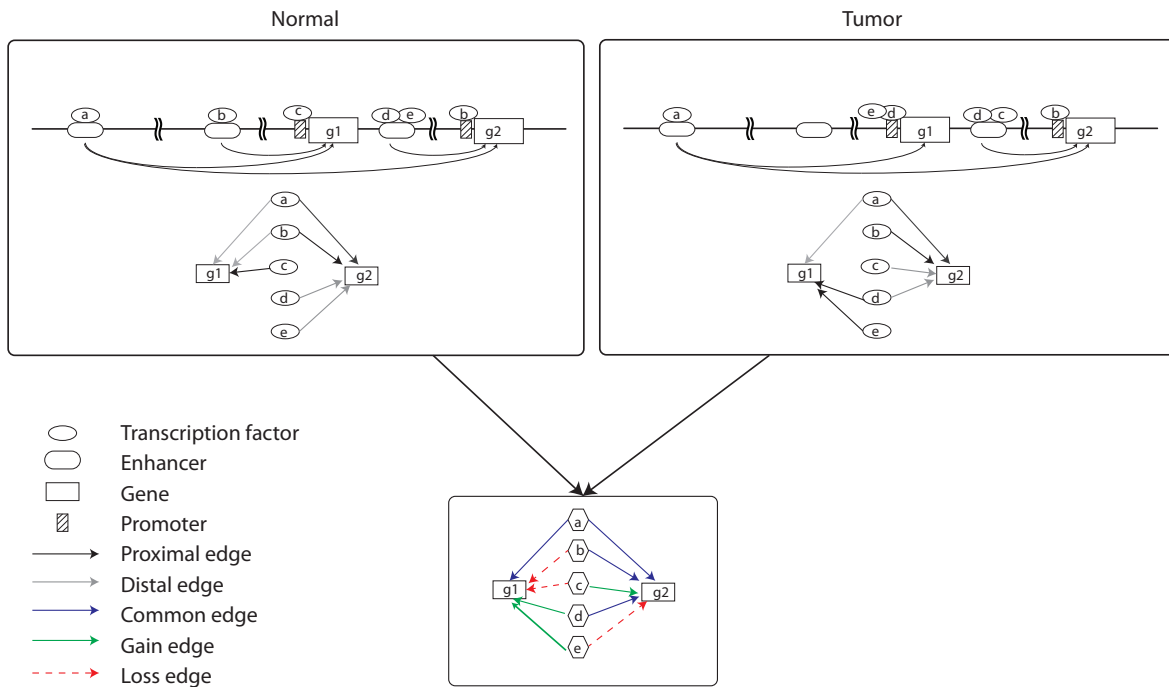 Normal
Tumor
a
b
c
g1
d
e
b
g2
a
e
d
g1
d
c
b
g2
a
b
c
d
e
g1
g2
a
b
c
d
e
g1
g2
Transcription factor
Enhancer
Gene
Promoter
Proximal edge
Distal edge
Common edge
Gain edge
Loss edge
a
b
c
d
e
g1
g2